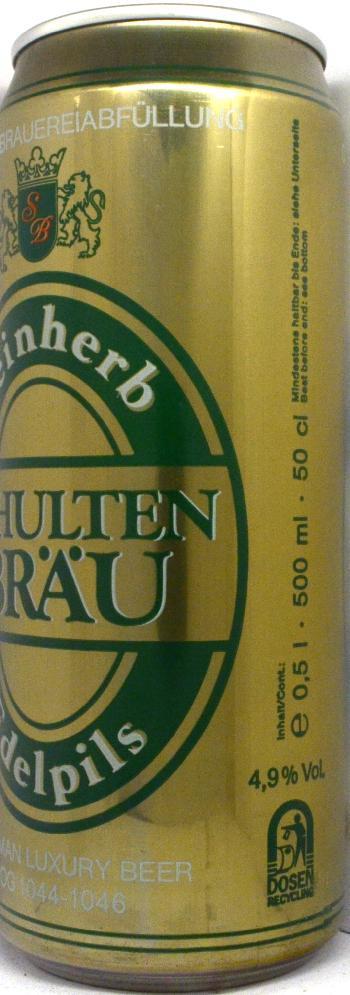 BRAUEREIABFÜLLUNG
SB
einherb
HULTEN
BRÄU
delpils
MAN LUXURY BEER
OG 1044-1046
Mindestens haltbar bis Ende: siehe Unterseite
Best before end: see bottom
Inhalt/Cont.:
e 0,5 l · 500 ml · 50 cl
4,9% Vol.
DOSEN
RECYCLING